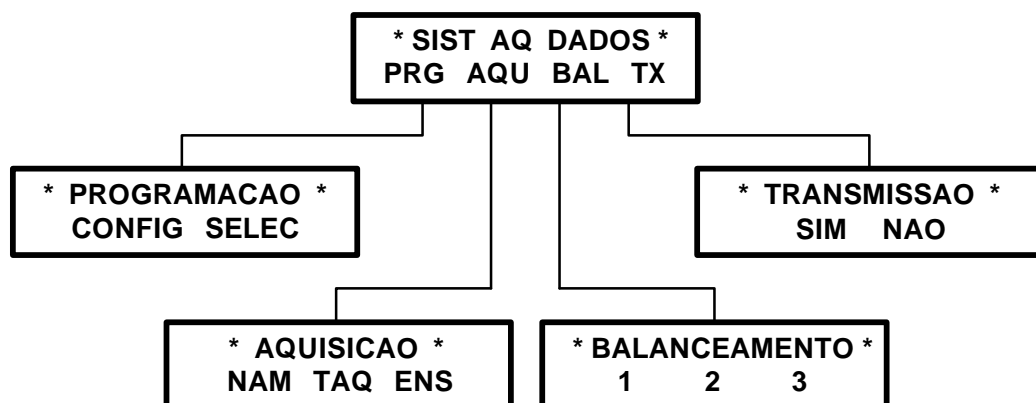 * SIST AQ DADOS *
PRG AQU BAL TX
* PROGRAMACAO *
CONFIG SELEC
* TRANSMISSAO *
SIM NAO
* AQUISICAO *
NAM TAQ ENS
* BALANCEAMENTO *
1 2 3